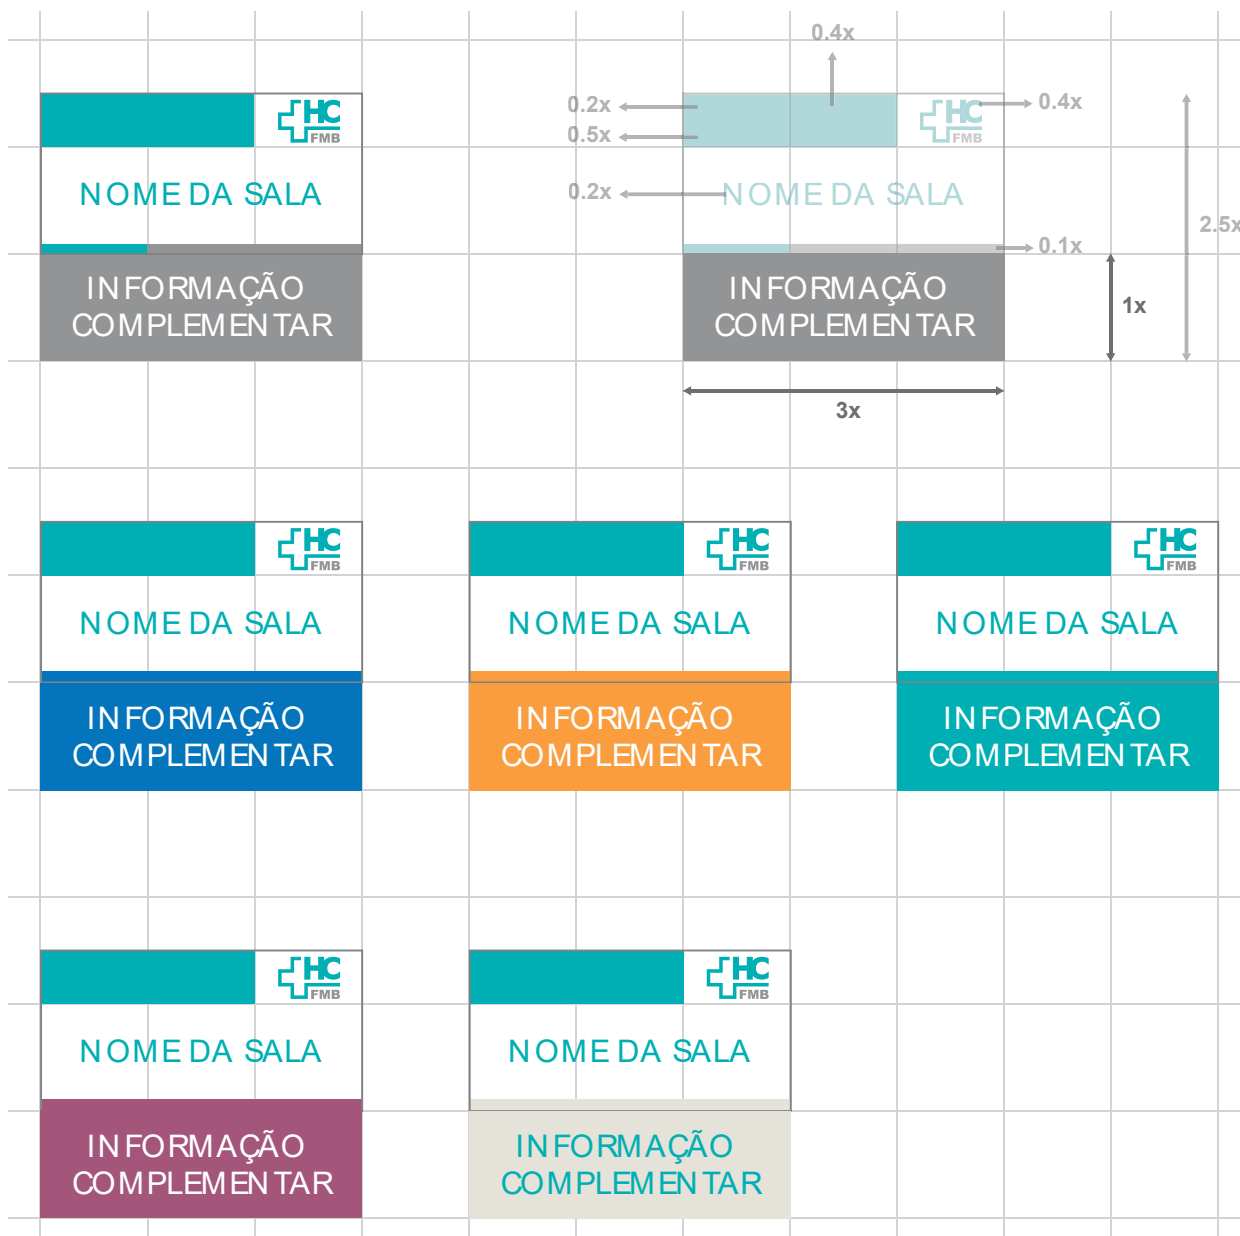 0.4x
HC
FMB
NOME DA SALA
INFORMAÇÃO
COMPLEMENTAR
0.2x
0.5x
HC
FMB
0.4x
0.2x
NOME DA SALA
2.5x
0.1x
INFORMAÇÃO
COMPLEMENTAR
1x
3x
HC
FMB
NOME DA SALA
INFORMAÇÃO
COMPLEMENTAR
HC
FMB
NOME DA SALA
INFORMAÇÃO
COMPLEMENTAR
HC
FMB
NOME DA SALA
INFORMAÇÃO
COMPLEMENTAR
HC
FMB
NOME DA SALA
INFORMAÇÃO
COMPLEMENTAR
HC
FMB
NOME DA SALA
INFORMAÇÃO
COMPLEMENTAR